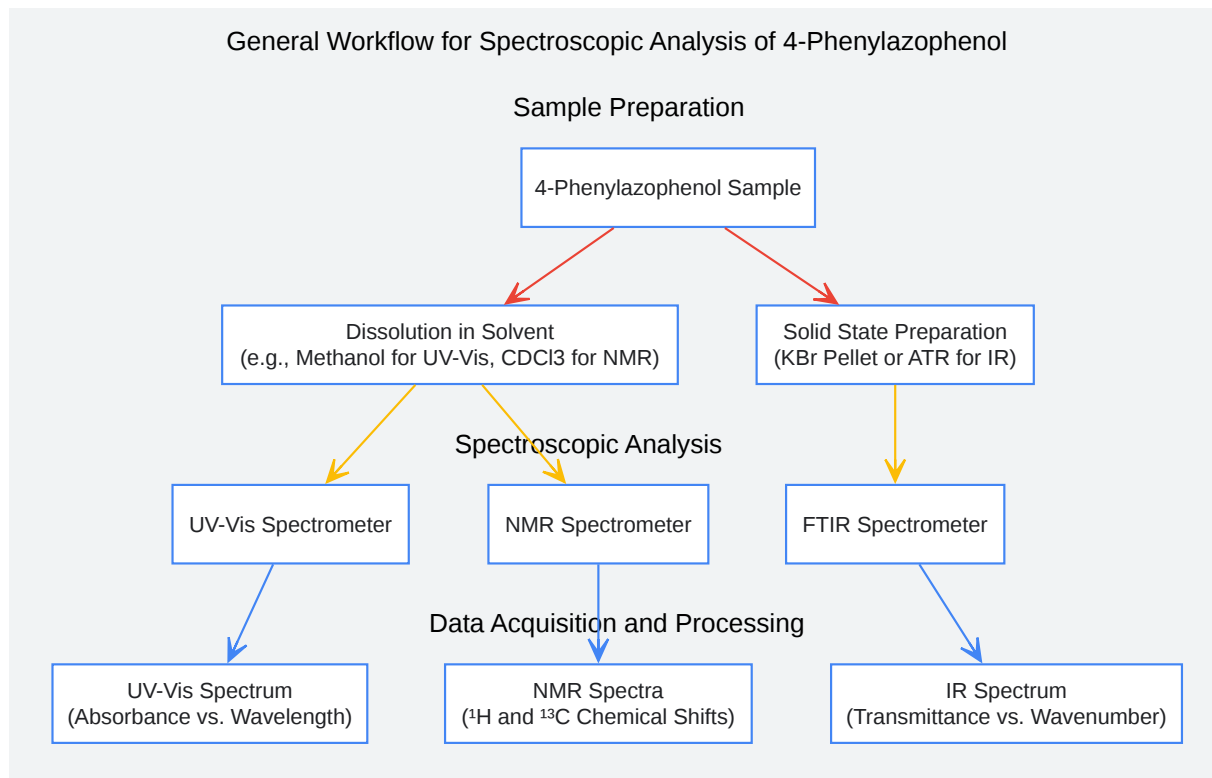 General Workflow for Spectroscopic Analysis of 4-Phenylazophenol
Sample Preparation
4-Phenylazophenol Sample
Dissolution in Solvent
(e.g., Methanol for UV-Vis, CDCl3 for NMR)
Solid State Preparation
(KBr Pellet or ATR for IR)
Spectroscopic Analysis
UV-Vis Spectrometer
NMR Spectrometer
FTIR Spectrometer
Data Acquisition and Processing
UV-Vis Spectrum
(Absorbance vs. Wavelength)
NMR Spectra
(¹H and ¹³C Chemical Shifts)
IR Spectrum
(Transmittance vs. Wavenumber)